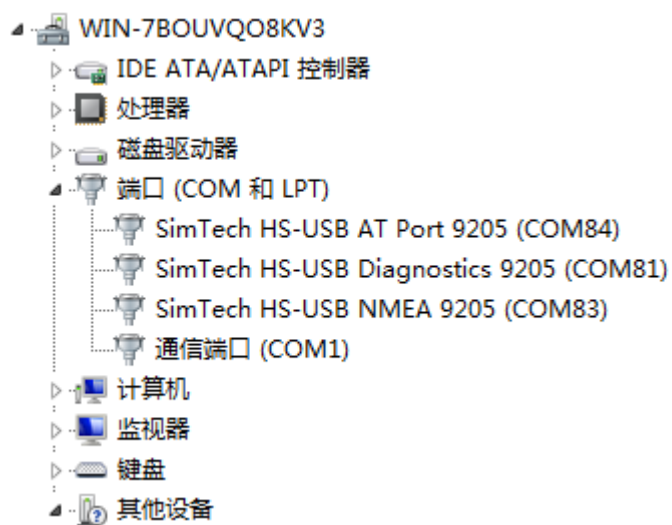 WIN-7BOUVQO8KV3
IDE ATA/ATAPI 控制器
处理器
磁盘驱动器
端口 (COM 和 LPT)
SimTech HS-USB AT Port 9205 (COM84)
SimTech HS-USB Diagnostics 9205 (COM81)
SimTech HS-USB NMEA 9205 (COM83)
通信端口 (COM1)
计算机
监视器
键盘
其他设备